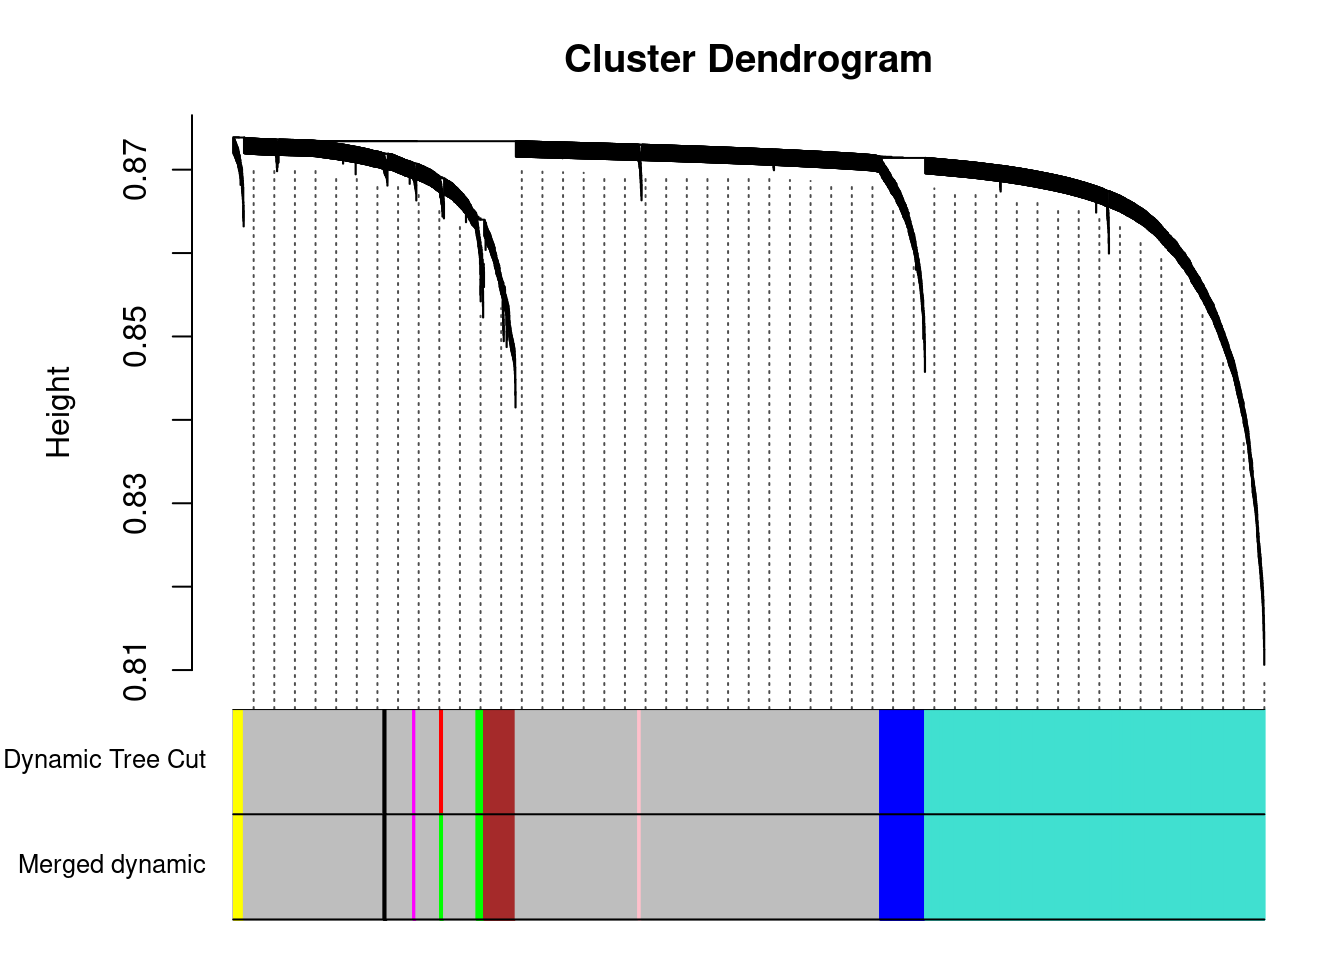 Cluster Dendrogram
Height
0.87
0.85
0.83
0.81
Dynamic Tree Cut
Merged dynamic